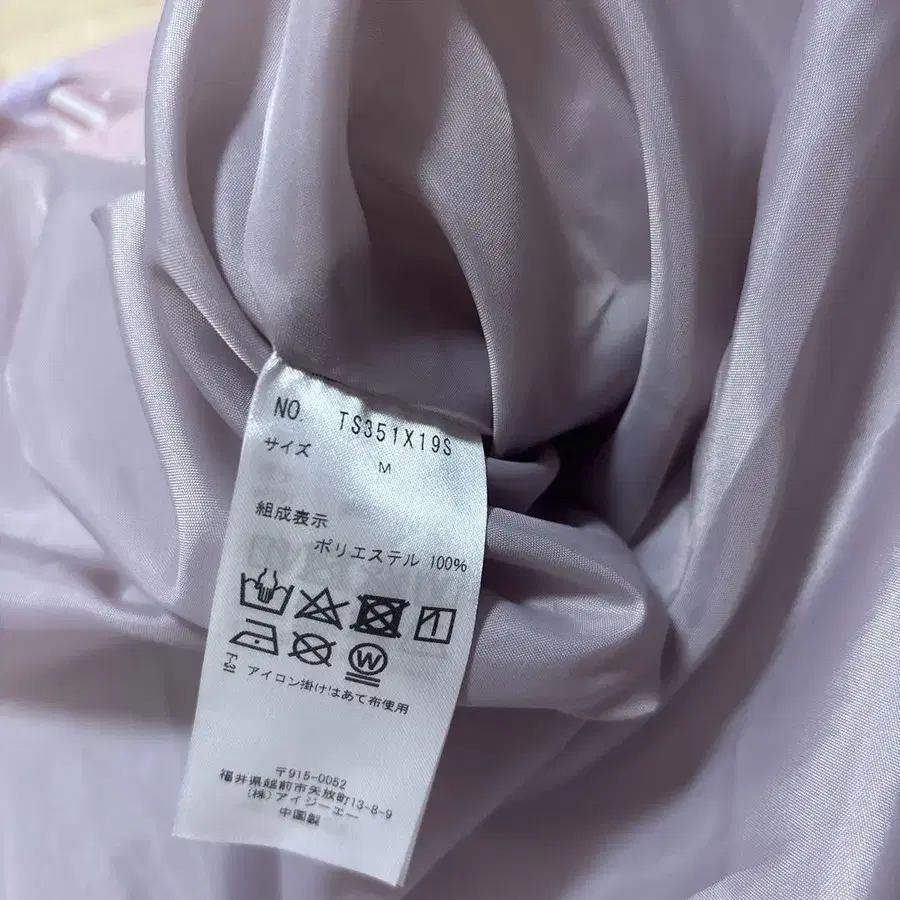 NO. TS351X19S
サイズ
M
組成表示
ポリエステル 100%
W
アイロン掛けはあて布使用
〒915-0052
福井県越前市矢放町13-8-9
(株)アイジーエー
中国製